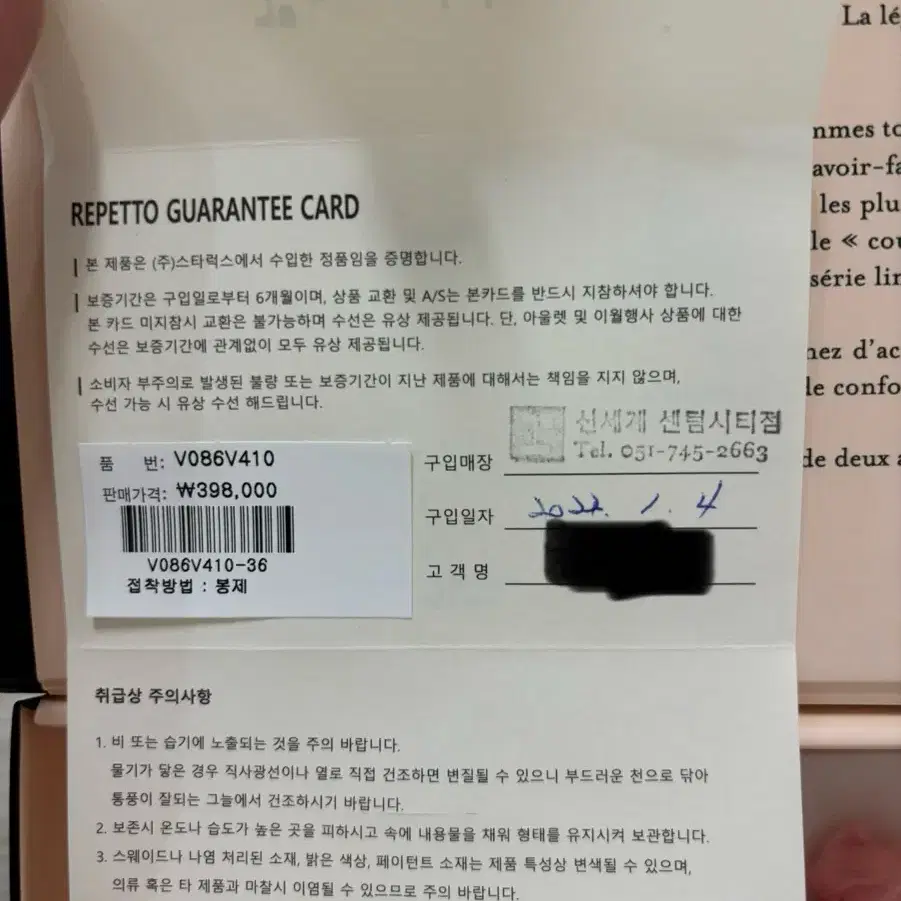 REPETTO GUARANTEE CARD
본 제품은 (주)스타럭스에서 수입한 정품임을 증명합니다.
보증기간은 구입일로부터 6개월이며, 상품 교환 및 A/S는 본카드를 반드시 지참하셔야 합니다.
본 카드 미지참시 교환은 불가능하며 수선은 유상 제공됩니다. 단, 아울렛 및 이월행사 상품에 대한
수선은 보증기간에 관계없이 모두 유상 제공됩니다.
소비자 부주의로 발생된 불량 또는 보증기간이 지난 제품에 대해서는 책임을 지지 않으며,
수선 가능 시 유상 수선 해드립니다.
품 번: V086V410
판매가격: ₩398,000
V086V410-36
접착방법 : 봉제
구입매장 신세계 센텀시티점
Tel. 051-745-2663
구입일자 2022. 1. 4
고 객 명
취급상 주의사항
1. 비 또는 습기에 노출되는 것을 주의 바랍니다.
물기가 닿은 경우 직사광선이나 열로 직접 건조하면 변질될 수 있으니 부드러운 천으로 닦아
통풍이 잘되는 그늘에서 건조하시기 바랍니다.
2. 보존시 온도나 습도가 높은 곳을 피하시고 속에 내용물을 채워 형태를 유지시켜 보관합니다.
3. 스웨이드나 나염 처리된 소재, 밝은 색상, 페이턴트 소재는 제품 특성상 변색될 수 있으며,
의류 혹은 타 제품과 마찰시 이염될 수 있으므로 주의 바랍니다.
La lé
mmes to
avoir-fa
les plu
le « cou
série lin
nez d'ac
de confo
de deux a